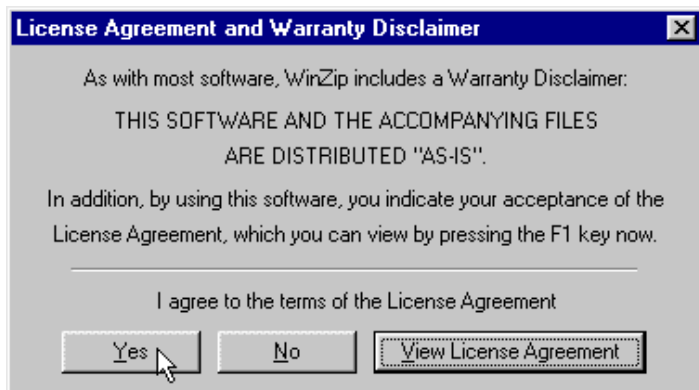 License Agreement and Warranty Disclaimer
As with most software, WinZip includes a Warranty Disclaimer:
THIS SOFTWARE AND THE ACCOMPANYING FILES
ARE DISTRIBUTED "AS-IS".
In addition, by using this software, you indicate your acceptance of the
License Agreement, which you can view by pressing the F1 key now.
I agree to the terms of the License Agreement
Yes No View License Agreement